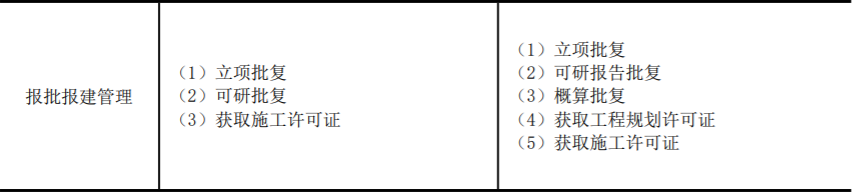 报批报建管理
（1）立项批复
（2）可研批复
（3）获取施工许可证
（1）立项批复
（2）可研报告批复
（3）概算批复
（4）获取工程规划许可证
（5）获取施工许可证